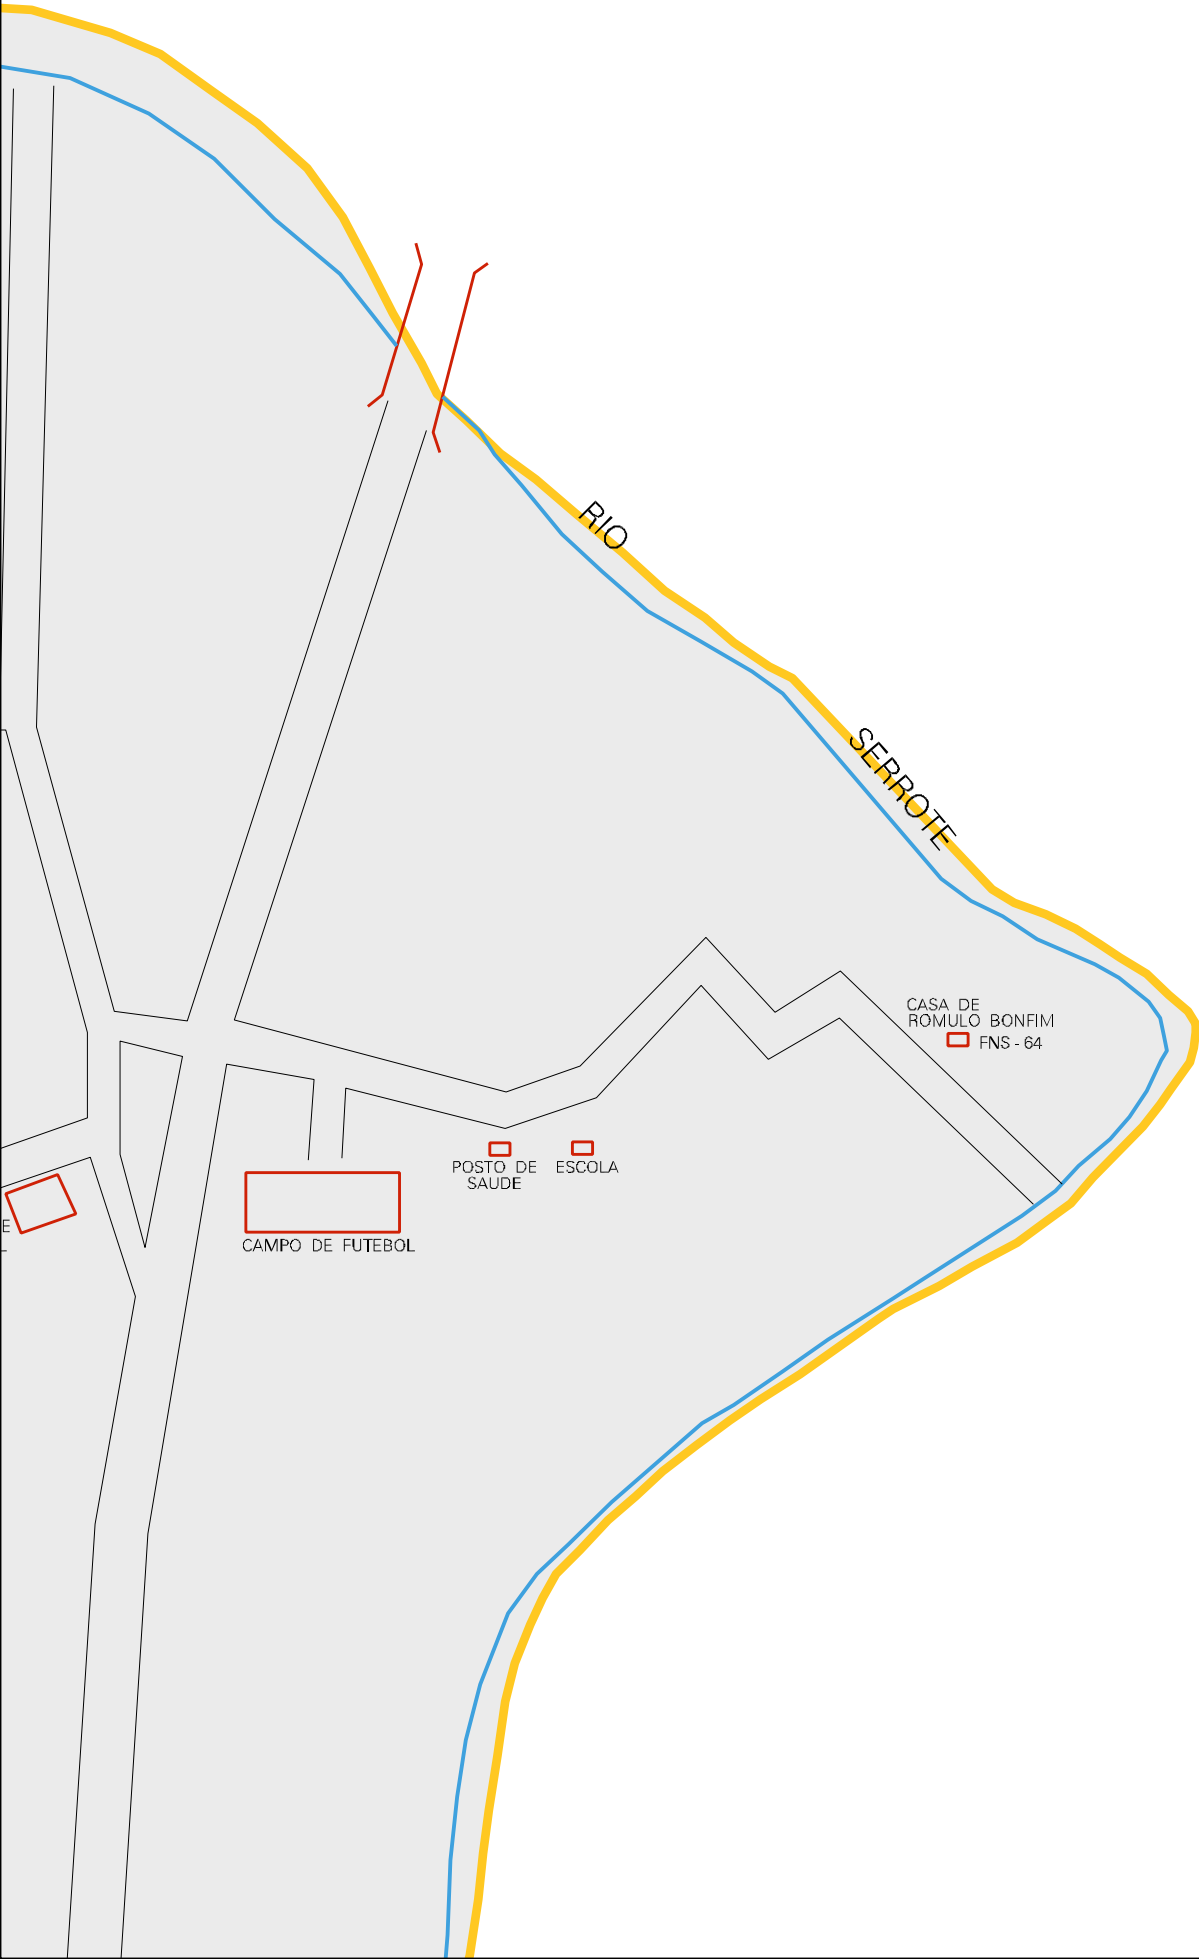 RIO
SERROTE
CASA DE
ROMULO BONFIM
FNS - 64
POSTO DE
SAUDE
ESCOLA
E
CAMPO DE FUTEBOL